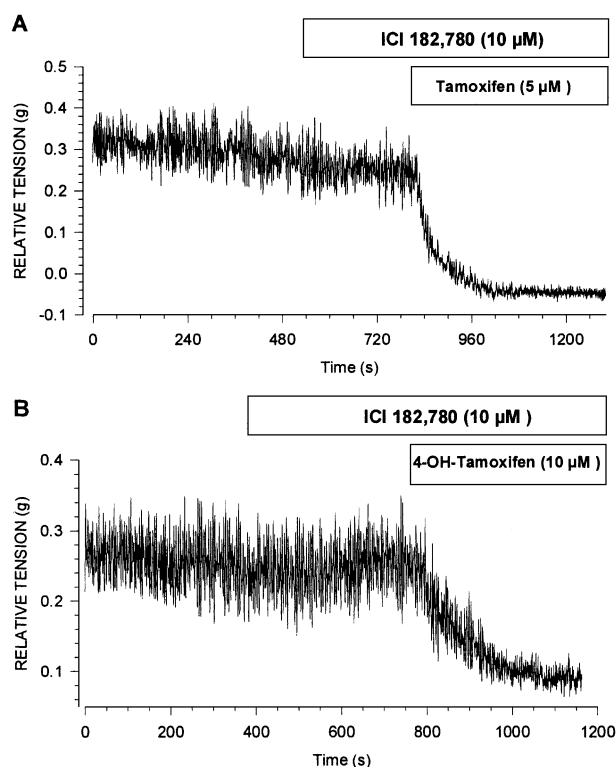 A
ICI 182,780 (10 µM)
Tamoxifen (5 µM )
0.5
0.4
0.3
0.2
0.0
-0.1
RELATIVE TENSION (g)
0 240 480 720 960 1200
Time (s)
B
ICI 182,780 (10 µM )
4-OH-Tamoxifen (10 µM )
0.4
0.3
0.2
0.1
RELATIVE TENSION (g)
0 200 400 600 800 1000 1200
Time (s)